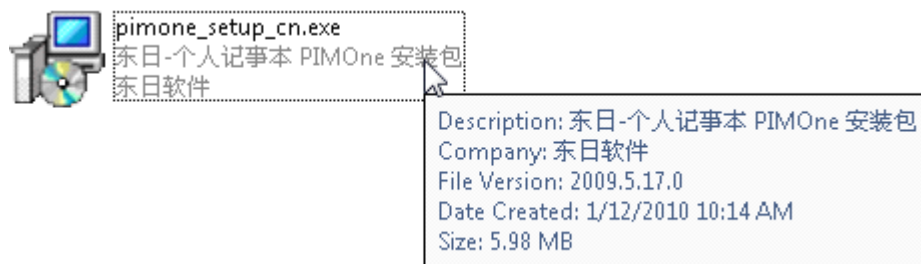 pimone_setup_cn.exe
东日-个人记事本 PIMOne 安装包
东日软件
Description: 东日-个人记事本 PIMOne 安装包
Company: 东日软件
File Version: 2009.5.17.0
Date Created: 1/12/2010 10:14 AM
Size: 5.98 MB